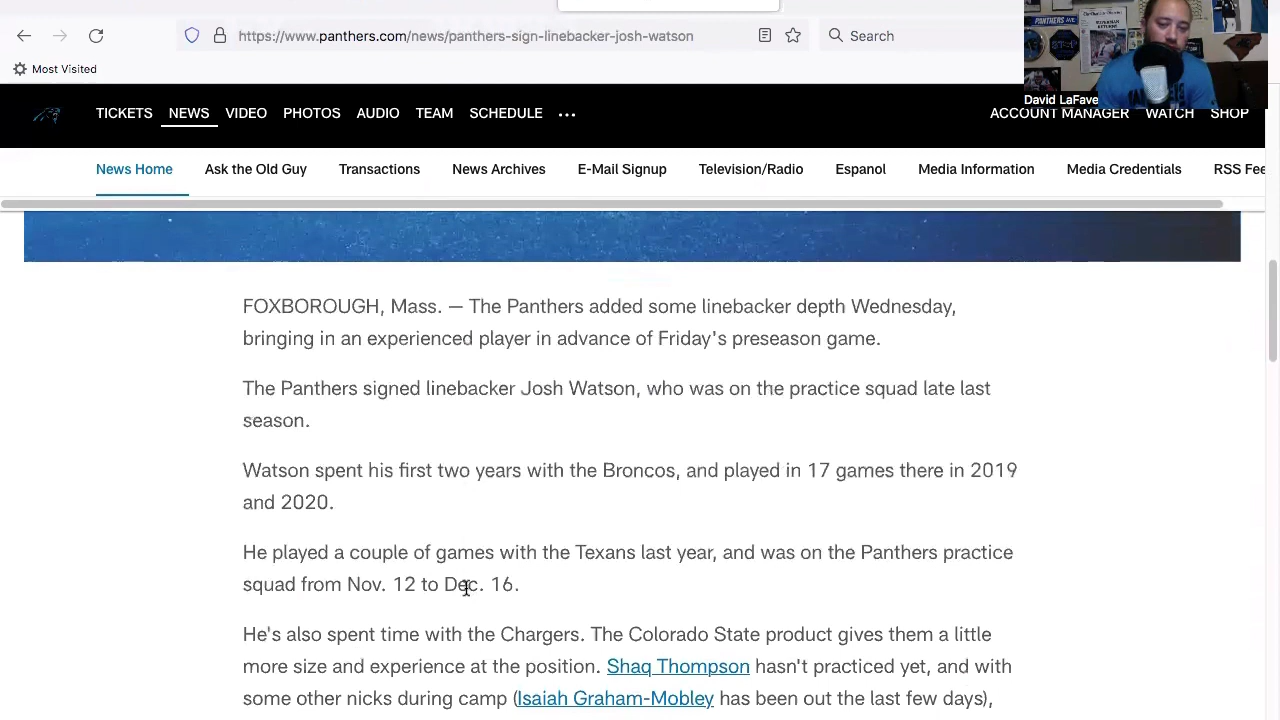 https://www.panthers.com/news/panthers-sign-linebacker-josh-watson
Search
Most Visited
PANTHERS AVE
David LaFave
TICKETS NEWS VIDEO PHOTOS AUDIO TEAM SCHEDULE ... ACCOUNT MANAGER WATCH SHOP
News Home Ask the Old Guy Transactions News Archives E-Mail Signup Television/Radio Espanol Media Information Media Credentials RSS Fee
FOXBOROUGH, Mass. — The Panthers added some linebacker depth Wednesday,
bringing in an experienced player in advance of Friday's preseason game.
The Panthers signed linebacker Josh Watson, who was on the practice squad late last
season.
Watson spent his first two years with the Broncos, and played in 17 games there in 2019
and 2020.
He played a couple of games with the Texans last year, and was on the Panthers practice
squad from Nov. 12 to Dec. 16.
He's also spent time with the Chargers. The Colorado State product gives them a little
more size and experience at the position. Shaq Thompson hasn't practiced yet, and with
some other nicks during camp (Isaiah Graham-Mobley has been out the last few days),